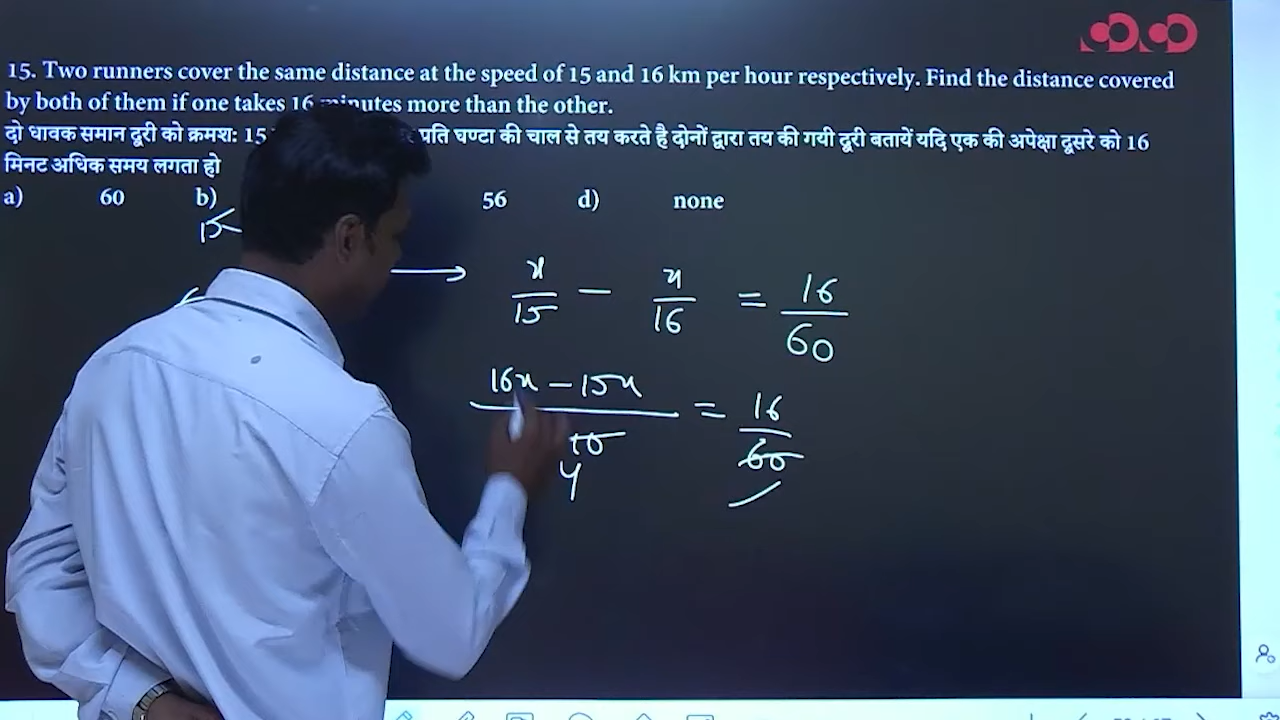 15. Two runners cover the same distance at the speed of 15 and 16 km per hour respectively. Find the distance covered
by both of them if one takes 16 minutes more than the other.
दो धावक समान दूरी को क्रमश: 15 प्रति घण्टा की चाल से तय करते है दोनों द्वारा तय की गयी दूरी बतायें यदि एक की अपेक्षा दूसरे को 16
मिनट अधिक समय लगता हो
a) 60 b) 56 d) none
15
x/15 - x/16 = 16/60
16x - 15x = 16
60
4